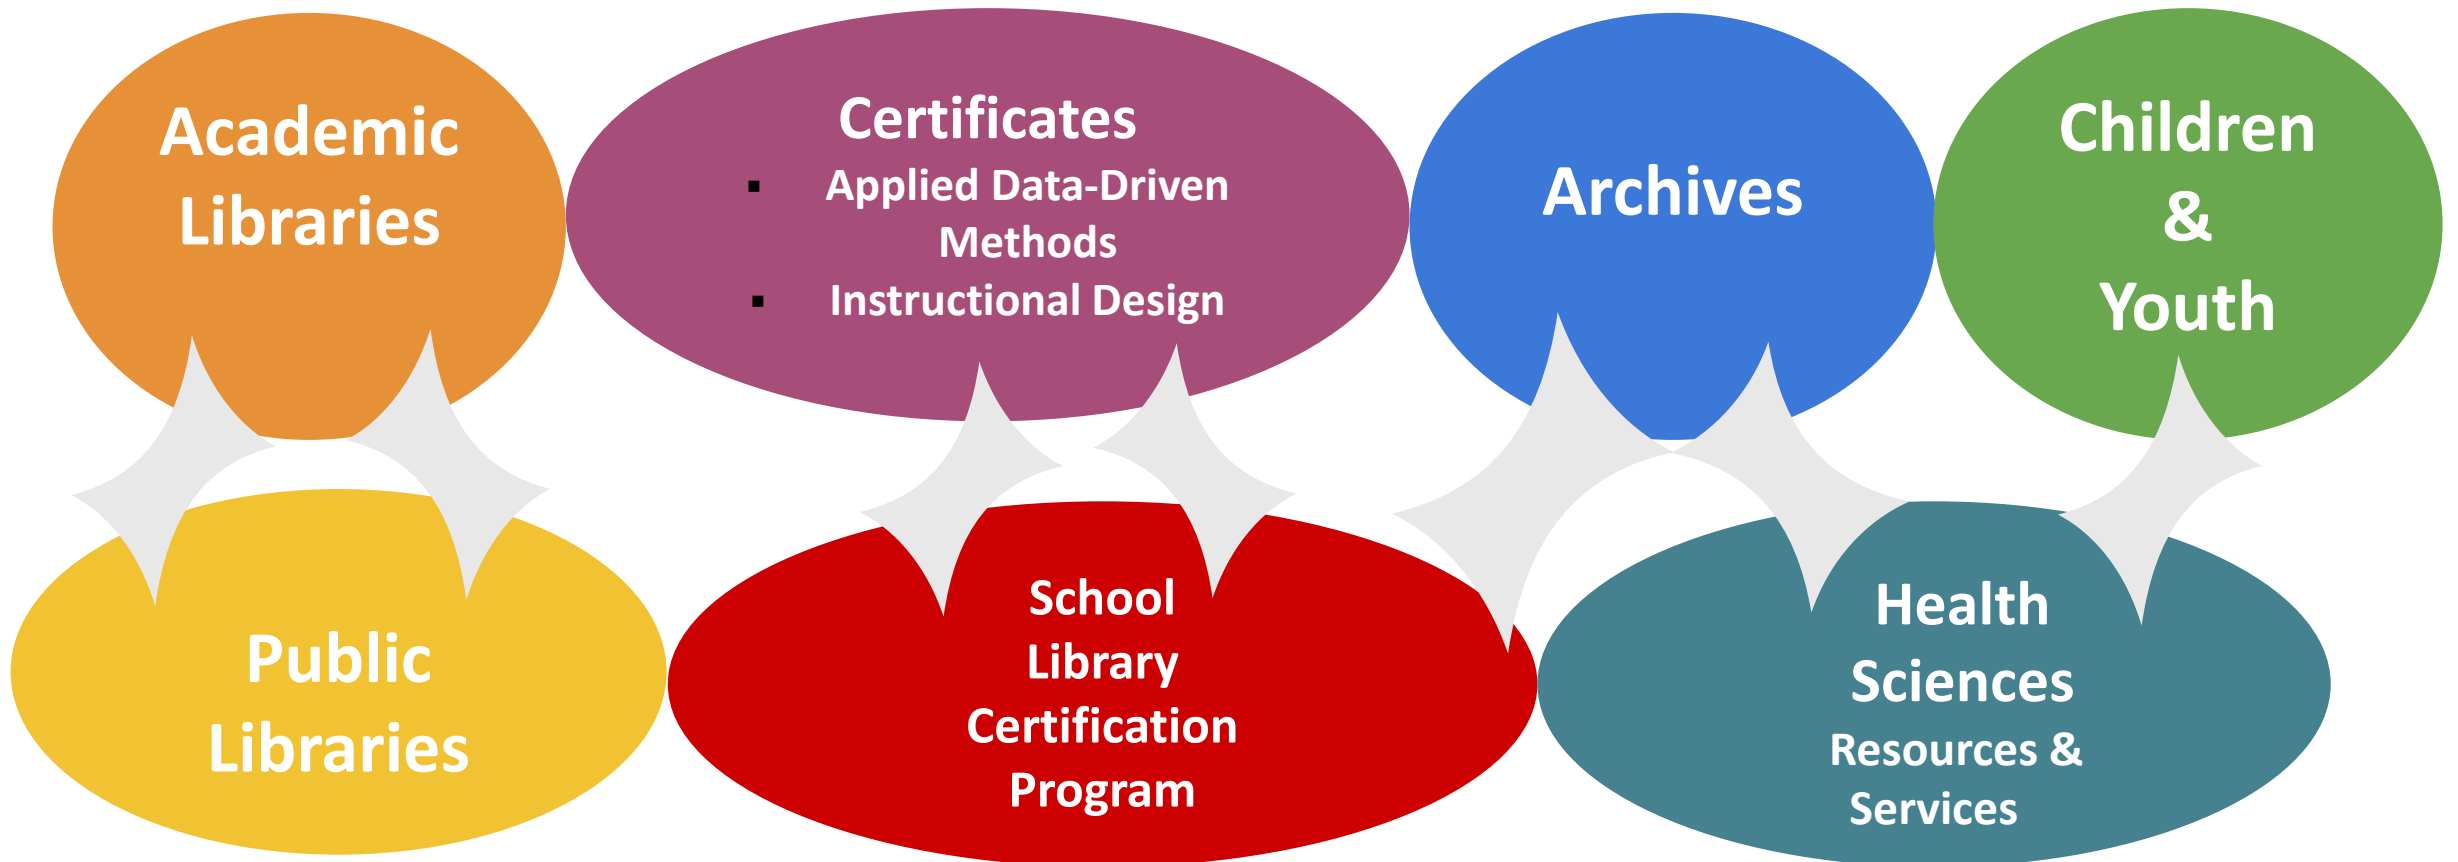 Academic
Libraries
Certificates
▪ Applied Data-Driven
Methods
▪ Instructional Design
Archives
Children
&
Youth
Public
Libraries
School
Library
Certification
Program
Health
Sciences
Resources &
Services